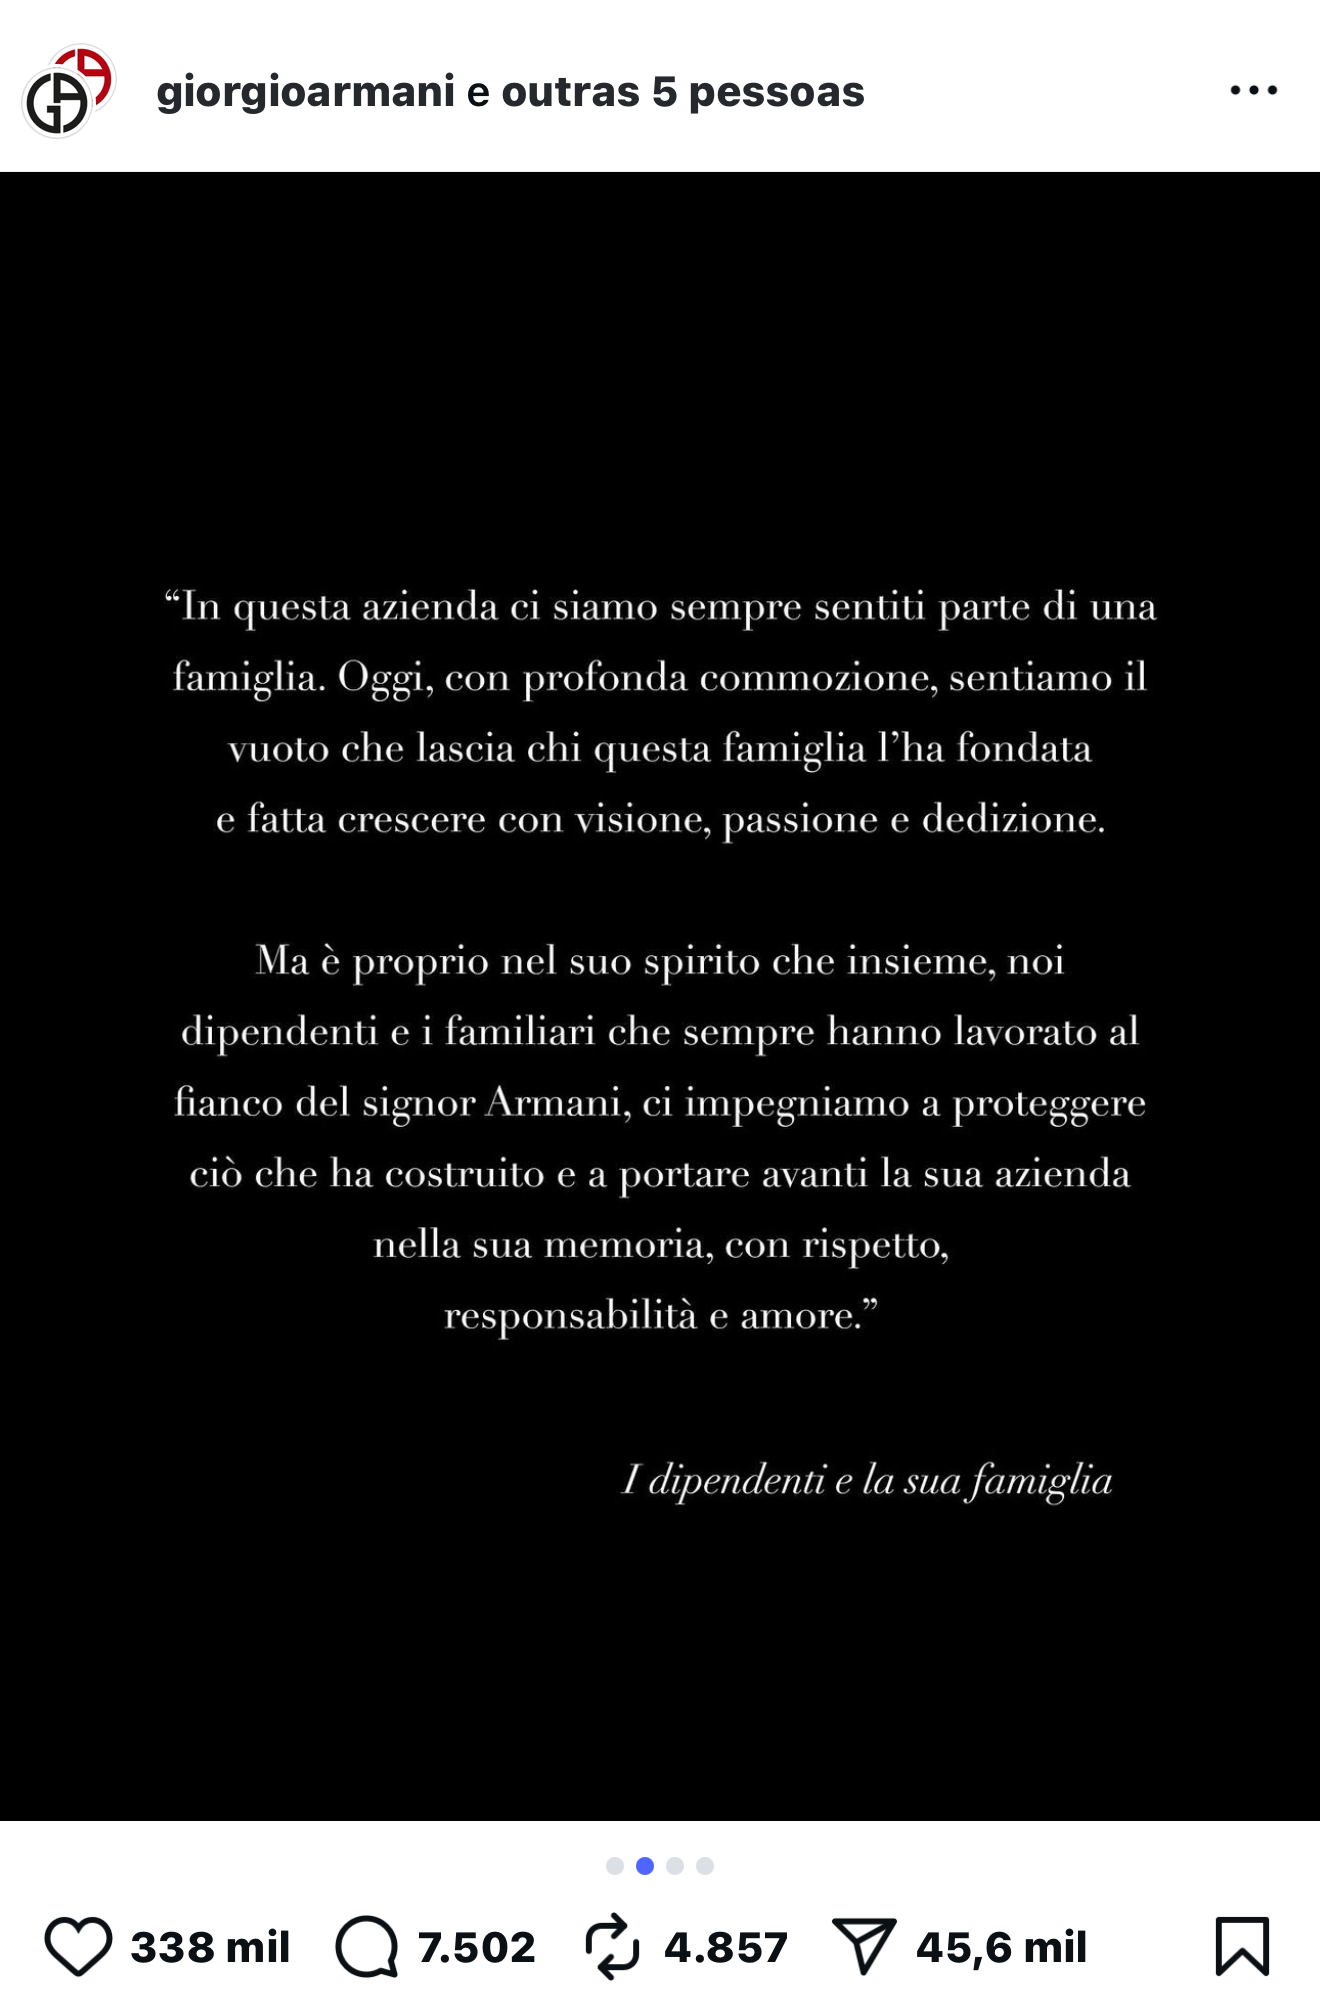 giorgioarmani e outras 5 pessoas
“In questa azienda ci siamo sempre sentiti parte di una
famiglia. Oggi, con profonda commozione, sentiamo il
vuoto che lascia chi questa famiglia l’ha fondata
e fatta crescere con visione, passione e dedizione.
Ma è proprio nel suo spirito che insieme, noi
dipendenti e i familiari che sempre hanno lavorato al
fianco del signor Armani, ci impegniamo a proteggere
ciò che ha costruito e a portare avanti la sua azienda
nella sua memoria, con rispetto,
responsabilità e amore.”
I dipendenti e la sua famiglia
338 mil 7.502 4.857 45,6 mil